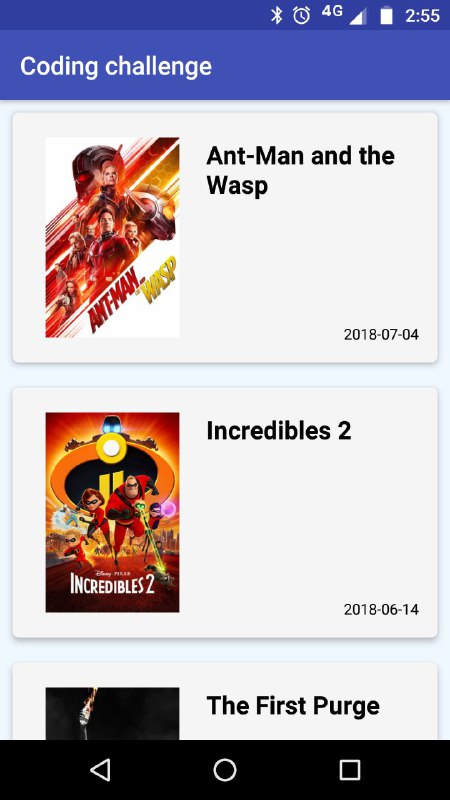 4G 2:55
Coding challenge
Ant-Man and the
Wasp
ANT-MAN
AND THE
WASP
2018-07-04
Incredibles 2
Disney PIXAR
INCREDIBLES 2
2018-06-14
The First Purge